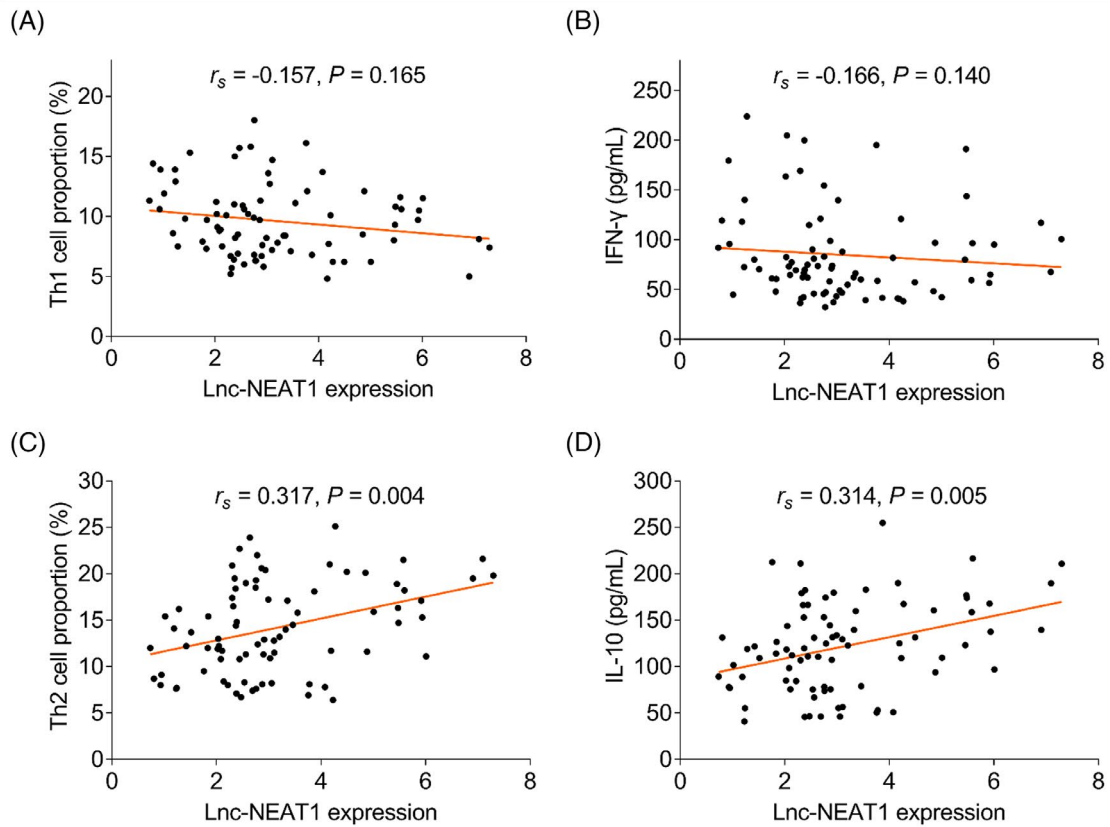 (A)
rs = -0.157, P = 0.165
Th1 cell proportion (%)
20
15
10
5
0
0 2 4 6 8
Lnc-NEAT1 expression
(B)
rs = -0.166, P = 0.140
IFN-γ (pg/mL)
250
200
150
100
50
0
0 2 4 6 8
Lnc-NEAT1 expression
(C)
rs = 0.317, P = 0.004
Th2 cell proportion (%)
30
25
20
15
10
5
0
0 2 4 6 8
Lnc-NEAT1 expression
(D)
rs = 0.314, P = 0.005
IL-10 (pg/mL)
300
250
200
150
100
50
0
0 2 4 6 8
Lnc-NEAT1 expression